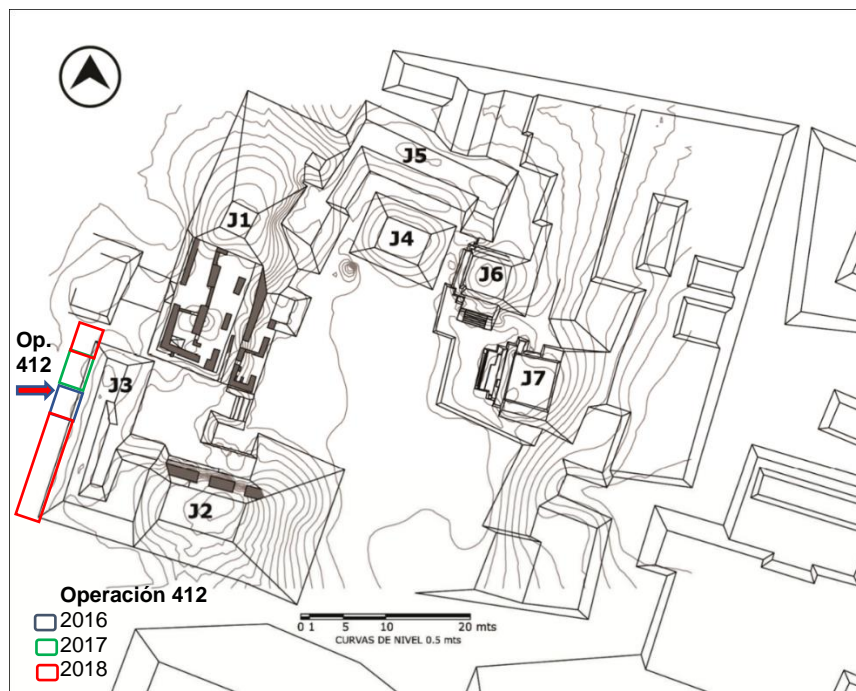 J5
J1
J4
J6
Op.
412
J3
J7
J2
Operación 412
2016
2017
2018
0 1 5 10 20 mts
CURVAS DE NIVEL 0.5 mts